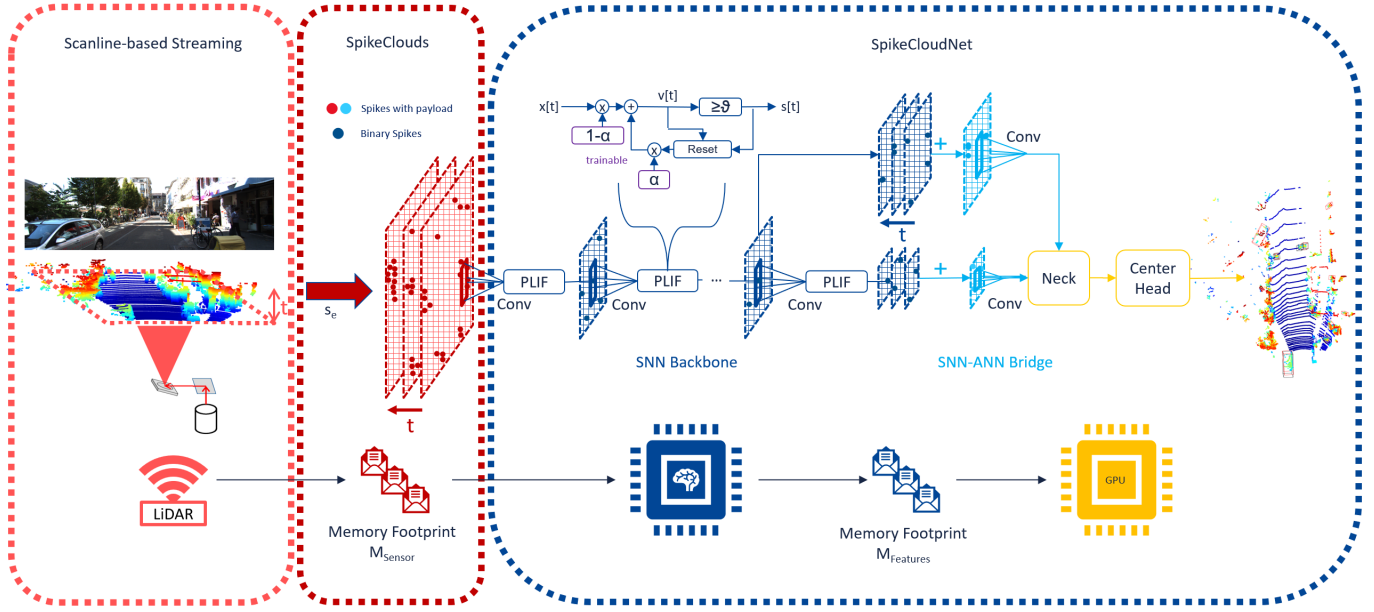 Scanline-based Streaming
SpikeClouds
SpikeCloudNet
Spikes with payload
Binary Spikes
x[t]
x
+
v[t]
≥ϑ
s[t]
1-α
trainable
x
Reset
α
Conv
t
t
s_e
PLIF
Conv
PLIF
Conv
...
PLIF
Conv
+
+
Conv
t
Neck
Center
Head
SNN Backbone
SNN-ANN Bridge
LiDAR
Memory Footprint
M_Sensor
Memory Footprint
M_Features
GPU